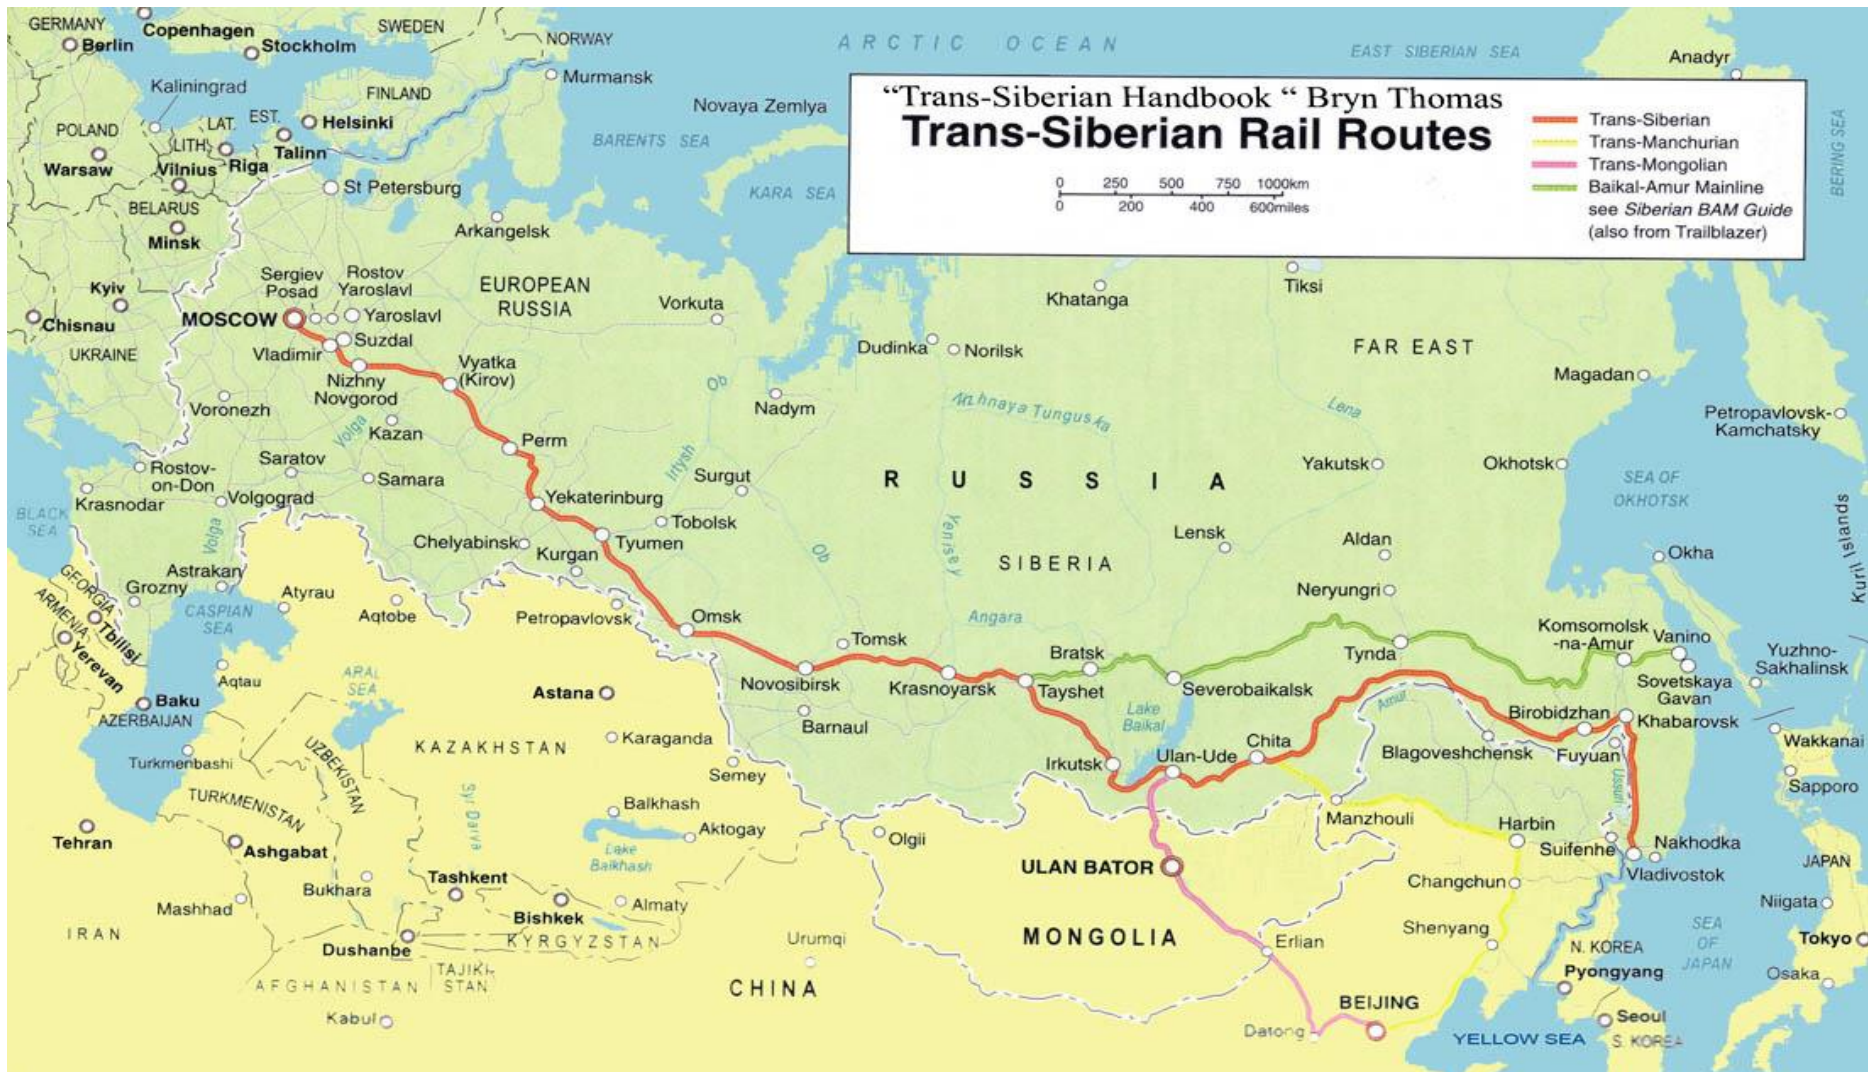 GERMANY
Berlin
Copenhagen
Stockholm
SWEDEN
NORWAY
Murmansk
ARCTIC OCEAN
EAST SIBERIAN SEA
Anadyr
Kaliningrad
FINLAND
Novaya Zemlya
BARENTS SEA
KARA SEA
BERING SEA
“Trans-Siberian Handbook “ Bryn Thomas
Trans-Siberian Rail Routes
0 250 500 750 1000km
0 200 400 600miles
Trans-Siberian
Trans-Manchurian
Trans-Mongolian
Baikal-Amur Mainline
see Siberian BAM Guide
(also from Trailblazer)
POLAND
LAT.
EST.
Helsinki
LITH.
Talinn
Warsaw
Vilnius
Riga
St Petersburg
BELARUS
Minsk
Arkangelsk
Sergiev
Posad
Rostov
Yaroslavl
EUROPEAN
RUSSIA
Kyiv
Chisnau
MOSCOW
Yaroslavl
Vorkuta
Khatanga
Tiksi
UKRAINE
Vladimir
Suzdal
Vyatka
(Kirov)
Nizhny
Novgorod
Dudinka
Norilsk
FAR EAST
Magadan
Voronezh
Volga
Kazan
Ob
Nadym
Tunguska
Lena
Petropavlovsk-
Kamchatsky
Rostov-
on-Don
Saratov
Samara
Perm
Irtysh
Surgut
RUSSIA
Yakutsk
Okhotsk
SEA OF
OKHOTSK
Krasnodar
Volgograd
Yekaterinburg
Tobolsk
BLACK
SEA
Volga
Chelyabinsk
Kurgan
Tyumen
Ob
Yenisey
SIBERIA
Lensk
Aldan
Okha
Kuril Islands
GEORGIA
Astrakan
Grozny
Atyrau
Aqtobe
Petropavlovsk
Neryungri
ARMENIA
Tbilisi
Yerevan
CASPIAN
SEA
Omsk
Tomsk
Angara
Bratsk
Tynda
Komsomolsk
-na-Amur
Vanino
Yuzhno-
Sakhalinsk
Aqtau
ARAL
SEA
Astana
Novosibirsk
Krasnoyarsk
Tayshet
Severobaikalsk
Sovetskaya
Gavan
Baku
AZERBAIJAN
Barnaul
Lake
Baikal
Amur
Birobidzhan
Khabarovsk
KAZAKHSTAN
Karaganda
Semey
Irkutsk
Ulan-Ude
Chita
Blagoveshchensk
Fuyuan
Wakkanai
Turkmenbashi
UZBEKISTAN
Sapporo
TURKMENISTAN
Syr Darya
Balkhash
Aktogay
Lake
Balkhash
Olgii
Manzhouli
Harbin
Ussuri
Suifenhe
Nakhodka
Vladivostok
JAPAN
Tehran
Ashgabat
Bukhara
Tashkent
ULAN BATOR
Changchun
Mashhad
Bishkek
Almaty
Niigata
IRAN
Dushanbe
KYRGYZSTAN
Urumqi
MONGOLIA
Erlian
Shenyang
N. KOREA
SEA
OF
JAPAN
Tokyo
AFGHANISTAN
TAJIKI-
STAN
CHINA
Pyongyang
Osaka
Kabul
BEIJING
Datong
YELLOW SEA
Seoul
S. KOREA